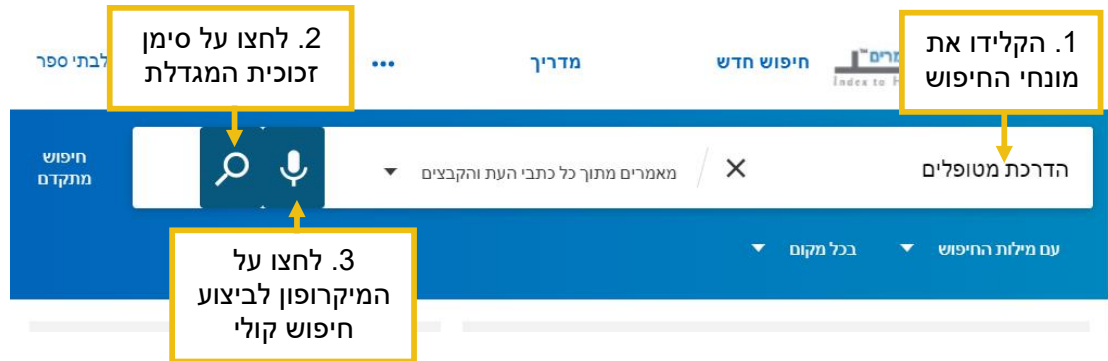 1. הקלידו את
מונחי החיפוש
חיפוש חדש
מדריך
•••
2. לחצו על סימן
זכוכית המגדלת
לבתי ספר
Index to H
הדרכת מטופלים
מאמרים מתוך כל כתבי העת והקבצים
חיפוש
מתקדם
עם מילות החיפוש
בכל מקום
3. לחצו על
המיקרופון לביצוע
חיפוש קולי